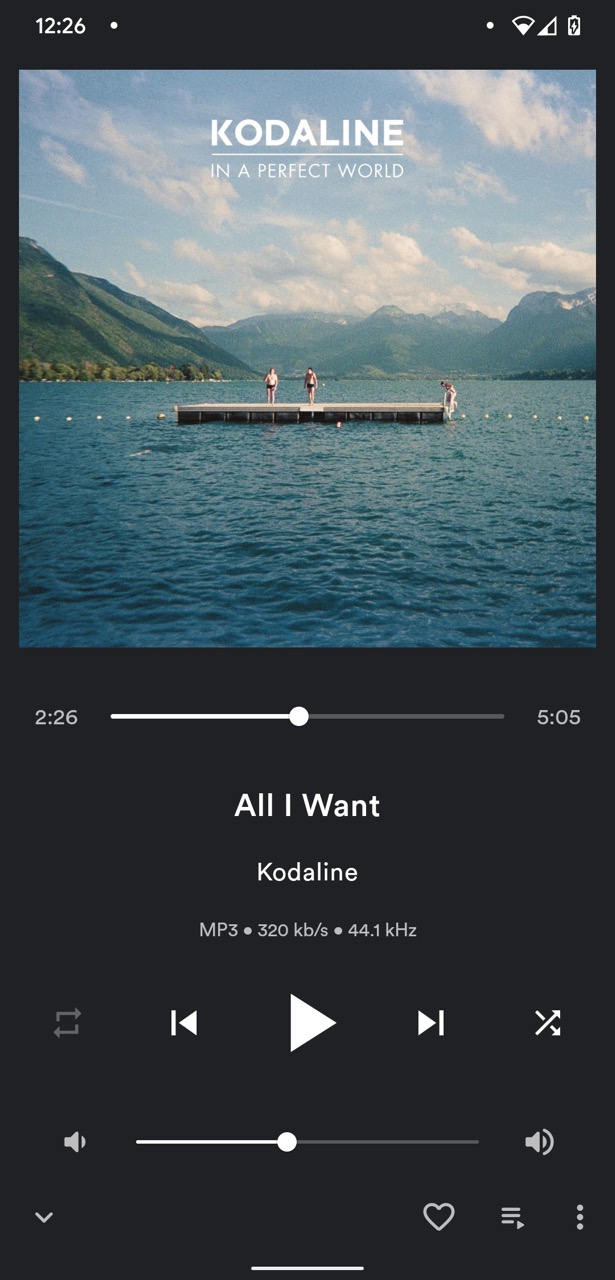 12:26
KODALINE
IN A PERFECT WORLD
2:26
5:05
All I Want
Kodaline
MP3 ● 320 kb/s ● 44.1 kHz